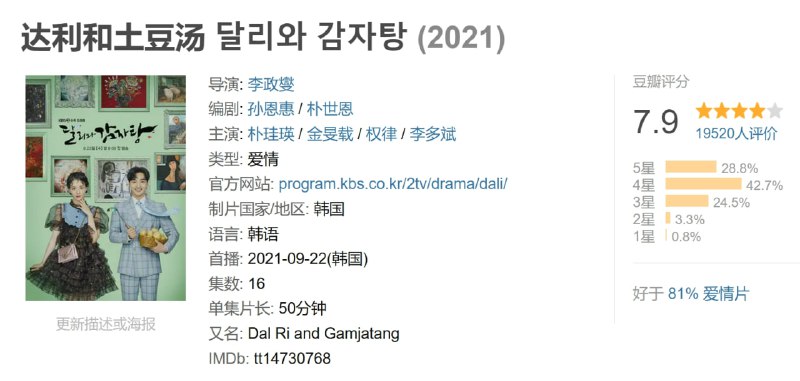 达利和土豆汤 달리와 감자탕 (2021)
달리와 감자탕
导演: 李政燮
编剧: 孙恩惠 / 朴世恩
主演: 朴珪瑛 / 金旻载 / 权律 / 李多斌
类型: 爱情
官方网站: program.kbs.co.kr/2tv/drama/dali/
制片国家/地区: 韩国
语言: 韩语
首播: 2021-09-22(韩国)
集数: 16
单集片长: 50分钟
又名: Dal Ri and Gamjatang
IMDb: tt14730768
更新描述或海报
豆瓣评分
7.9
19520人评价
5星 28.8%
4星 42.7%
3星 24.5%
2星 3.3%
1星 0.8%
好于 81% 爱情片